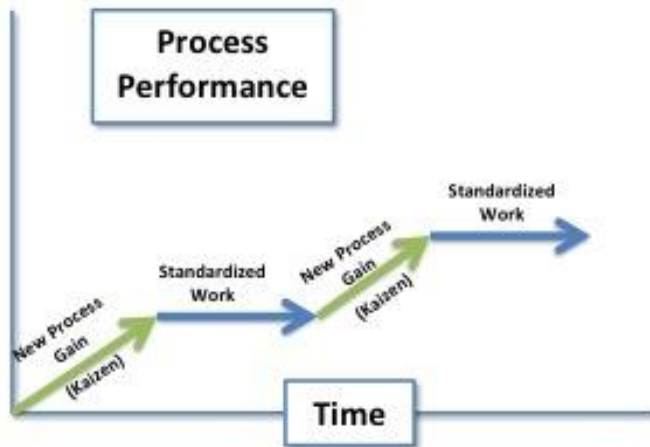 Process
Performance
Standardized
Work
New Process
Gain
(Kaizen)
Standardized
Work
New Process
Gain
(Kaizen)
Time